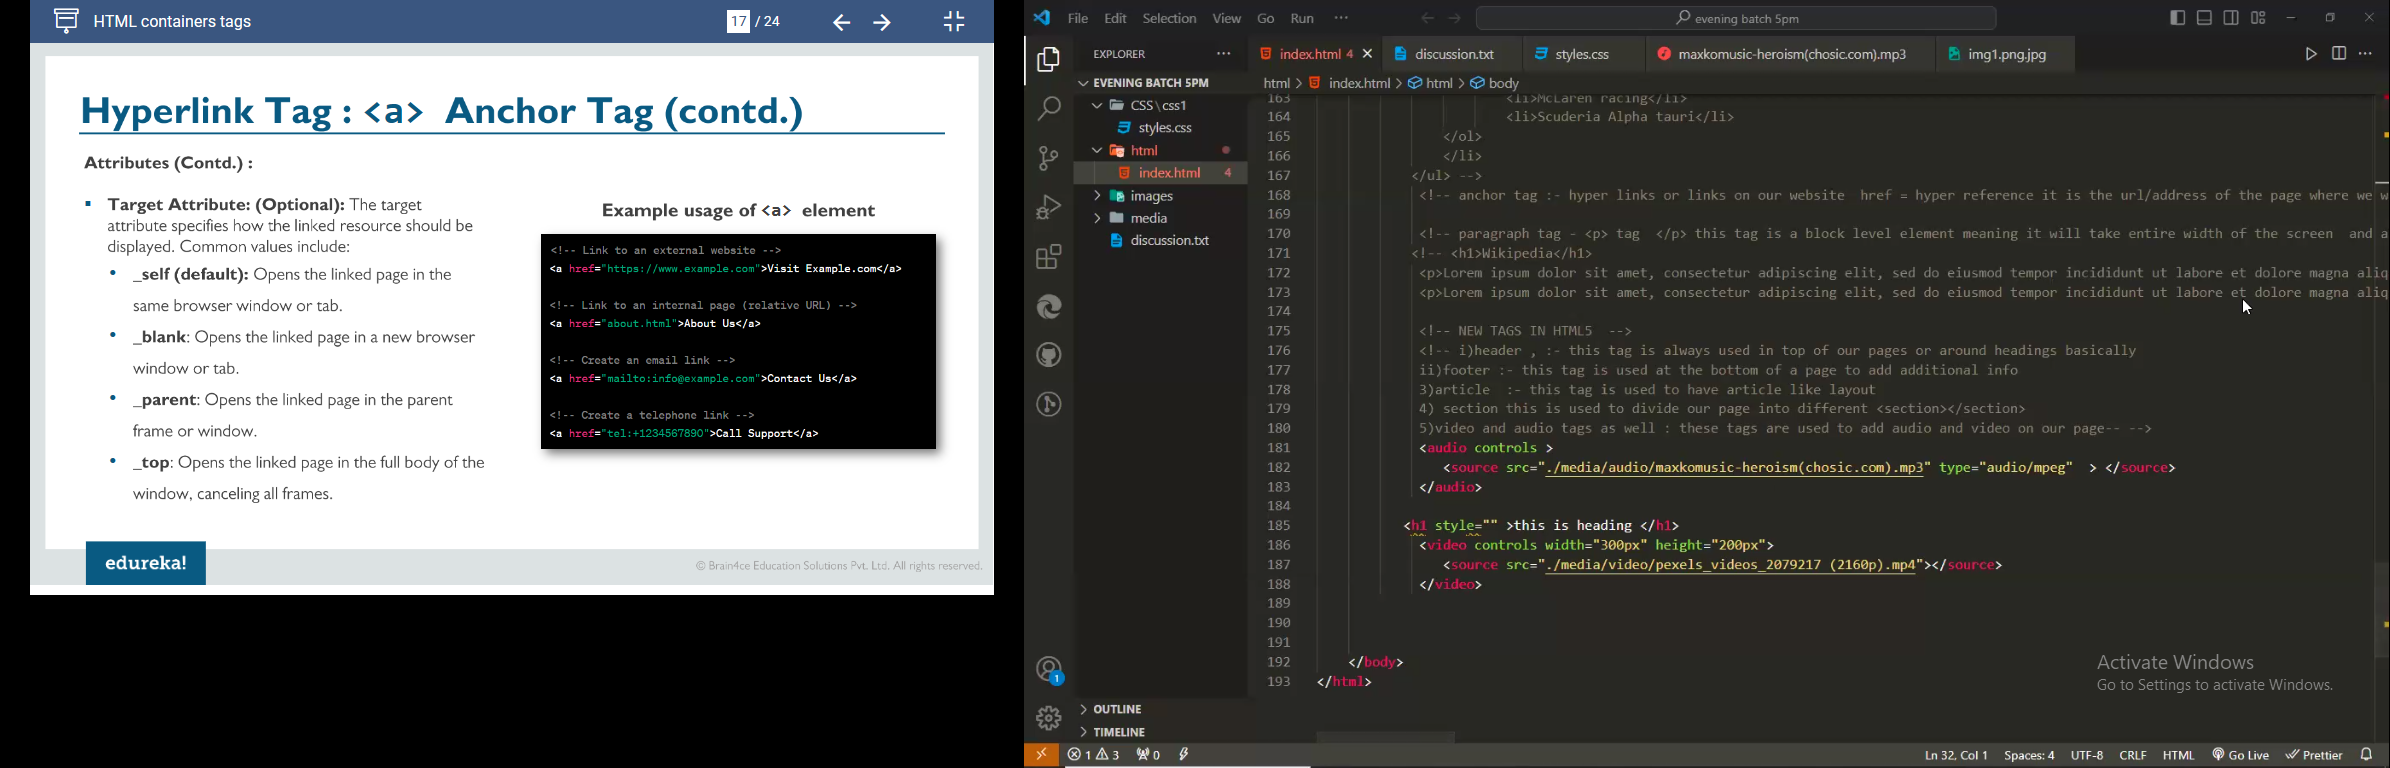 HTML containers tags
17 / 24
Hyperlink Tag : <a> Anchor Tag (contd.)
Attributes (Contd.) :
Target Attribute: (Optional): The target
attribute specifies how the linked resource should be
displayed. Common values include:
_self (default): Opens the linked page in the
same browser window or tab.
_blank: Opens the linked page in a new browser
window or tab.
_parent: Opens the linked page in the parent
frame or window.
_top: Opens the linked page in the full body of the
window, canceling all frames.
Example usage of <a> element
<!-- Link to an external website -->
<a href="https://www.example.com">Visit Example.com</a>
<!-- Link to an internal page (relative URL) -->
<a href="about.html">About Us</a>
<!-- Create an email link -->
<a href="mailto:info@example.com">Contact Us</a>
<!-- Create a telephone link -->
<a href="tel:+1234567890">Call Support</a>
edureka!
© Brain4ce Education Solutions Pvt. Ltd. All rights reserved.
File Edit Selection View Go Run ···
evening batch 5pm
EXPLORER ···
EVENING BATCH 5PM
CSS \ css1
styles.css
html
index.html 4
images
media
discussion.txt
OUTLINE
TIMELINE
index.html 4 discussion.txt styles.css maxkomusic-heroism(chosic.com).mp3 img1.png.jpg
html > index.html > html > body
163 <li>McLaren racing</li>
164 <li>Scuderia Alpha tauri</li>
165 </ol>
166 </li>
167 </ul> -->
168 <!-- anchor tag :- hyper links or links on our website href = hyper reference it is the url/address of the page where we w
169
170 <!-- paragraph tag - <p> tag </p> this tag is a block level element meaning it will take entire width of the screen and a
171 <!-- <h1>Wikipedia</h1>
172 <p>Lorem ipsum dolor sit amet, consectetur adipiscing elit, sed do eiusmod tempor incididunt ut labore et dolore magna aliq
173 <p>Lorem ipsum dolor sit amet, consectetur adipiscing elit, sed do eiusmod tempor incididunt ut labore et dolore magna aliq
174
175 <!-- NEW TAGS IN HTML5 -->
176 <!-- i)header , :- this tag is always used in top of our pages or around headings basically
177 ii)footer :- this tag is used at the bottom of a page to add additional info
178 3)article :- this tag is used to have article like layout
179 4) section this is used to divide our page into different <section></section>
180 5)video and audio tags as well : these tags are used to add audio and video on our page-- -->
181 <audio controls >
182 <source src="./media/audio/maxkomusic-heroism(chosic.com).mp3" type="audio/mpeg" > </source>
183 </audio>
184
185 <h1 style="" >this is heading </h1>
186 <video controls width="300px" height="200px">
187 <source src="./media/video/pexels_videos_2079217 (2160p).mp4"></source>
188 </video>
189
190
191
192 </body>
193 </html>
Activate Windows
Go to Settings to activate Windows.
1
1 3 0
Ln 32, Col 1 Spaces: 4 UTF-8 CRLF HTML Go Live Prettier